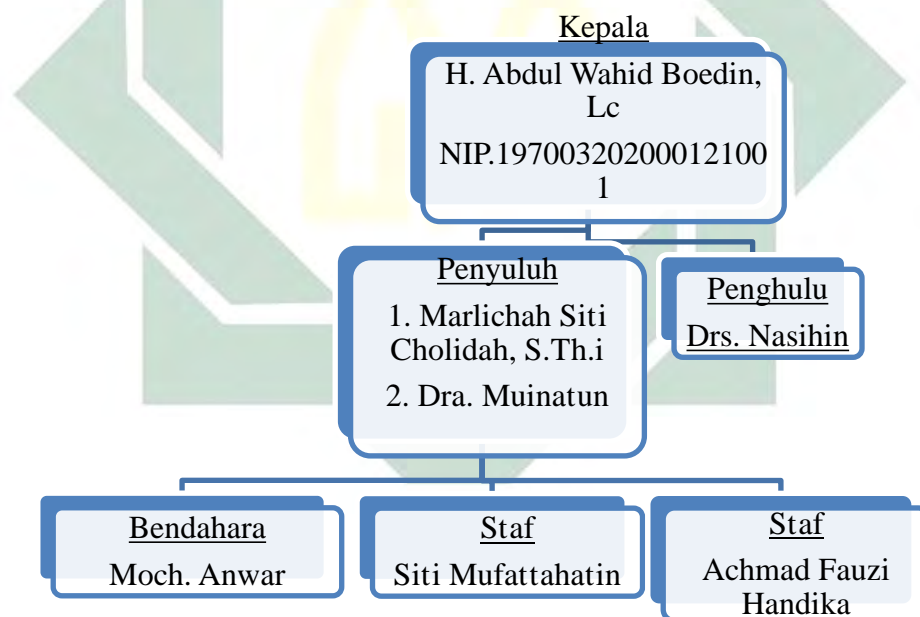 Kepala
H. Abdul Wahid Boedin,
Lc
NIP.19700320200012100
1
Penyuluh
1. Marlichah Siti
Cholidah, S.Th.i
2. Dra. Muinatun
Penghulu
Drs. Nasihin
Bendahara
Moch. Anwar
Staf
Siti Mufattahatin
Staf
Achmad Fauzi
Handika